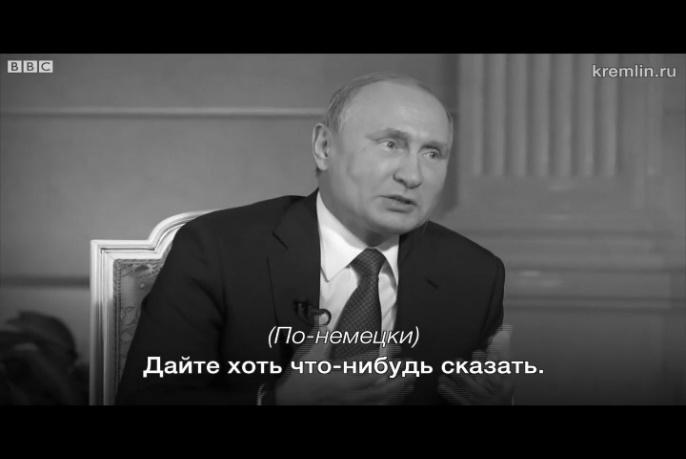 BBC
kremlin.ru
(По-немецки)
Дайте хоть что-нибудь сказать.